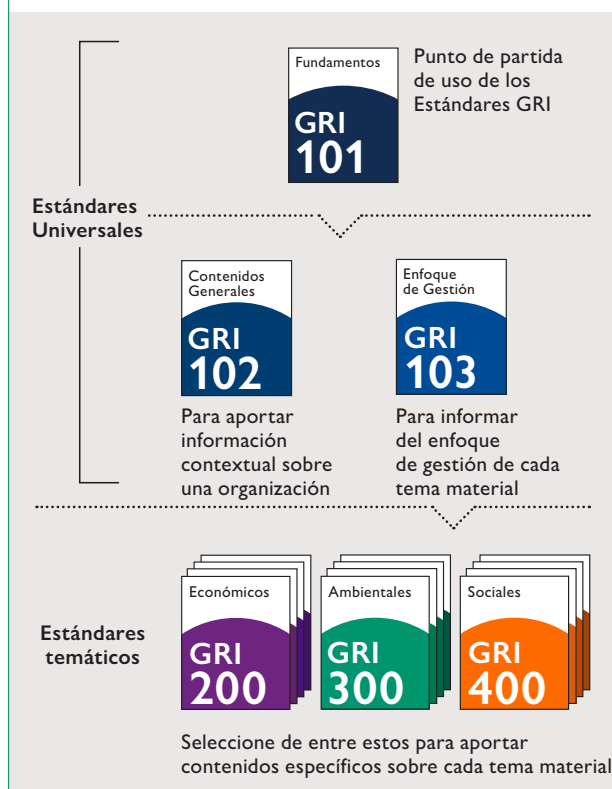 Fundamentos
GRI
101
Punto de partida
de uso de los
Estándares GRI
Estándares
Universales
Contenidos
Generales
GRI
102
Para aportar
información
contextual sobre
una organización
Enfoque
de Gestión
GRI
103
Para informar
del enfoque
de gestión de cada
tema material
Estándares
temáticos
Económicos
GRI
200
Ambientales
GRI
300
Sociales
GRI
400
Seleccione de entre estos para aportar
contenidos específicos sobre cada tema material